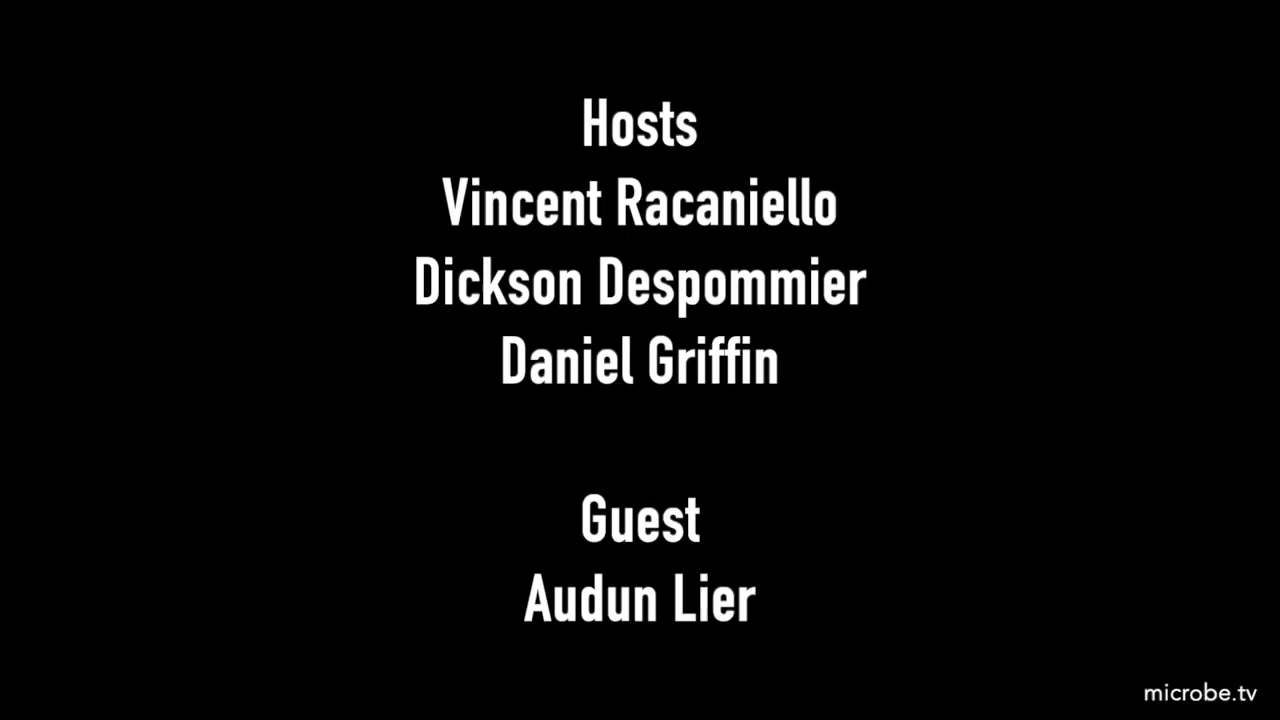 Hosts
Vincent Racaniello
Dickson Despommier
Daniel Griffin
Guest
Audun Lier
microbe.tv